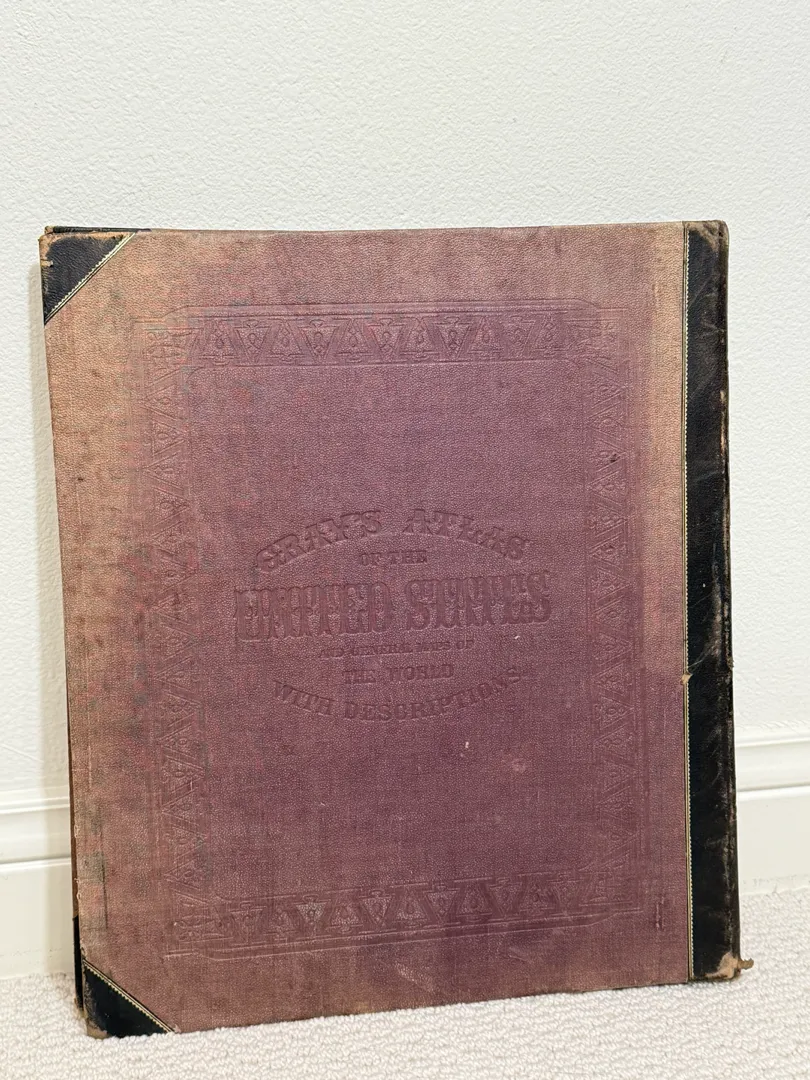 GRAY'S ATLAS
OF THE
UNITED STATES
AND GENERAL MAPS OF
THE WORLD
WITH DESCRIPTIONS